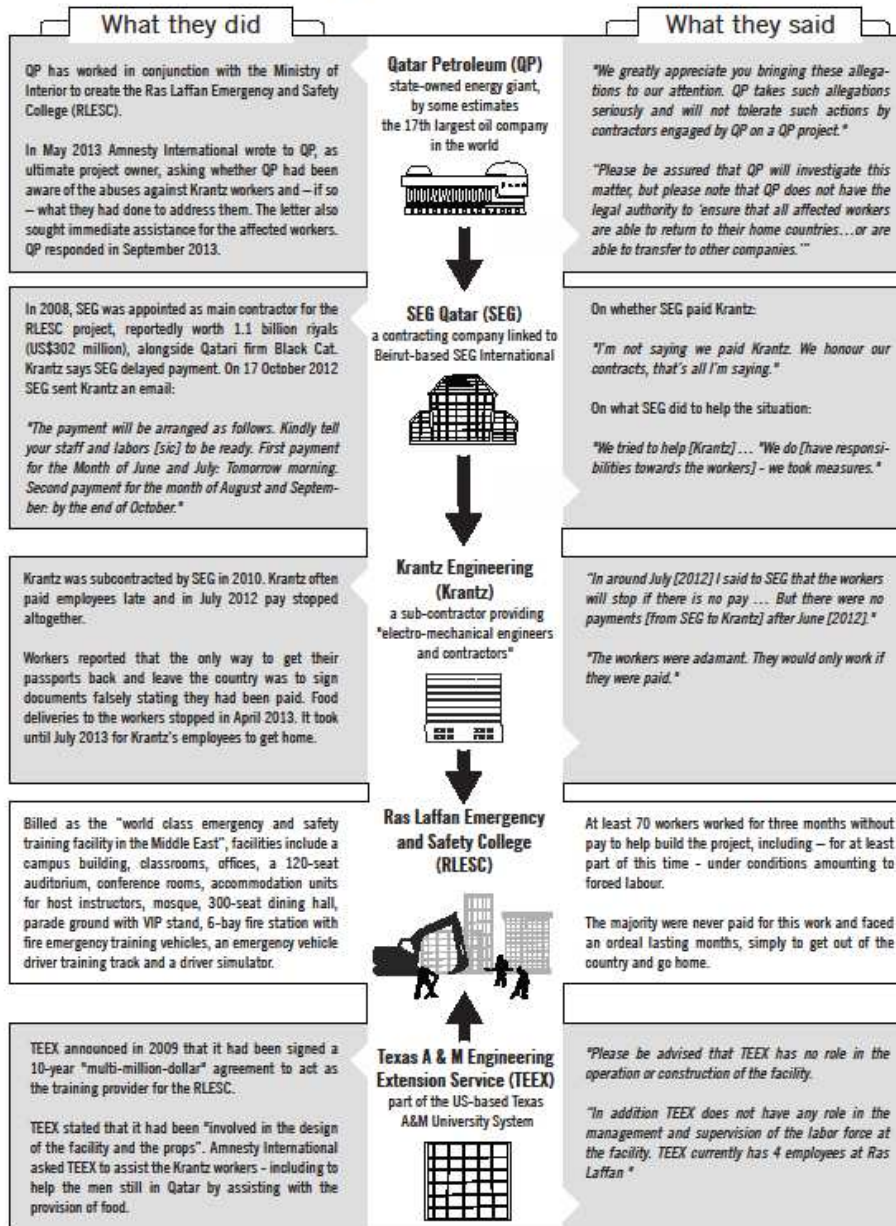 What they did
What they said
QP has worked in conjunction with the Ministry of
Interior to create the Ras Laffan Emergency and Safety
College (RLESC).
In May 2013 Amnesty International wrote to QP, as
ultimate project owner, asking whether QP had been
aware of the abuses against Krantz workers and – if so
– what they had done to address them. The letter also
sought immediate assistance for the affected workers.
QP responded in September 2013.
Qatar Petroleum (QP)
state-owned energy giant,
by some estimates
the 17th largest oil company
in the world
"We greatly appreciate you bringing these allega-
tions to our attention. QP takes such allegations
seriously and will not tolerate such actions by
contractors engaged by QP on a QP project."
"Please be assured that QP will investigate this
matter, but please note that QP does not have the
legal authority to 'ensure that all affected workers
are able to return to their home countries...or are
able to transfer to other companies.'"
In 2008, SEG was appointed as main contractor for the
RLESC project, reportedly worth 1.1 billion riyals
(US$302 million), alongside Qatari firm Black Cat.
Krantz says SEG delayed payment. On 17 October 2012
SEG sent Krantz an email:
"The payment will be arranged as follows. Kindly tell
your staff and labors [sic] to be ready. First payment
for the Month of June and July: Tomorrow morning.
Second payment for the month of August and Septem-
ber: by the end of October."
SEG Qatar (SEG)
a contracting company linked to
Beirut-based SEG International
On whether SEG paid Krantz:
"I'm not saying we paid Krantz. We honour our
contracts, that's all I'm saying."
On what SEG did to help the situation:
"We tried to help [Krantz] ... "We do [have responsi-
bilities towards the workers] - we took measures."
Krantz was subcontracted by SEG in 2010. Krantz often
paid employees late and in July 2012 pay stopped
altogether.
Workers reported that the only way to get their
passports back and leave the country was to sign
documents falsely stating they had been paid. Food
deliveries to the workers stopped in April 2013. It took
until July 2013 for Krantz's employees to get home.
Krantz Engineering
(Krantz)
a sub-contractor providing
"electro-mechanical engineers
and contractors"
"In around July [2012] I said to SEG that the workers
will stop if there is no pay ... But there were no
payments [from SEG to Krantz] after June [2012]."
"The workers were adamant. They would only work if
they were paid."
Billed as the "world class emergency and safety
training facility in the Middle East", facilities include a
campus building, classrooms, offices, a 120-seat
auditorium, conference rooms, accommodation units
for host instructors, mosque, 300-seat dining hall,
parade ground with VIP stand, 6-bay fire station with
fire emergency training vehicles, an emergency vehicle
driver training track and a driver simulator.
Ras Laffan Emergency
and Safety College
(RLESC)
At least 70 workers worked for three months without
pay to help build the project, including – for at least
part of this time - under conditions amounting to
forced labour.
The majority were never paid for this work and faced
an ordeal lasting months, simply to get out of the
country and go home.
TEEX announced in 2009 that it had been signed a
10-year "multi-million-dollar" agreement to act as
the training provider for the RLESC.
TEEX stated that it had been "involved in the design
of the facility and the props". Amnesty International
asked TEEX to assist the Krantz workers - including to
help the men still in Qatar by assisting with the
provision of food.
Texas A & M Engineering
Extension Service (TEEX)
part of the US-based Texas
A&M University System
"Please be advised that TEEX has no role in the
operation or construction of the facility.
"In addition TEEX does not have any role in the
management and supervision of the labor force at
the facility. TEEX currently has 4 employees at Ras
Laffan "